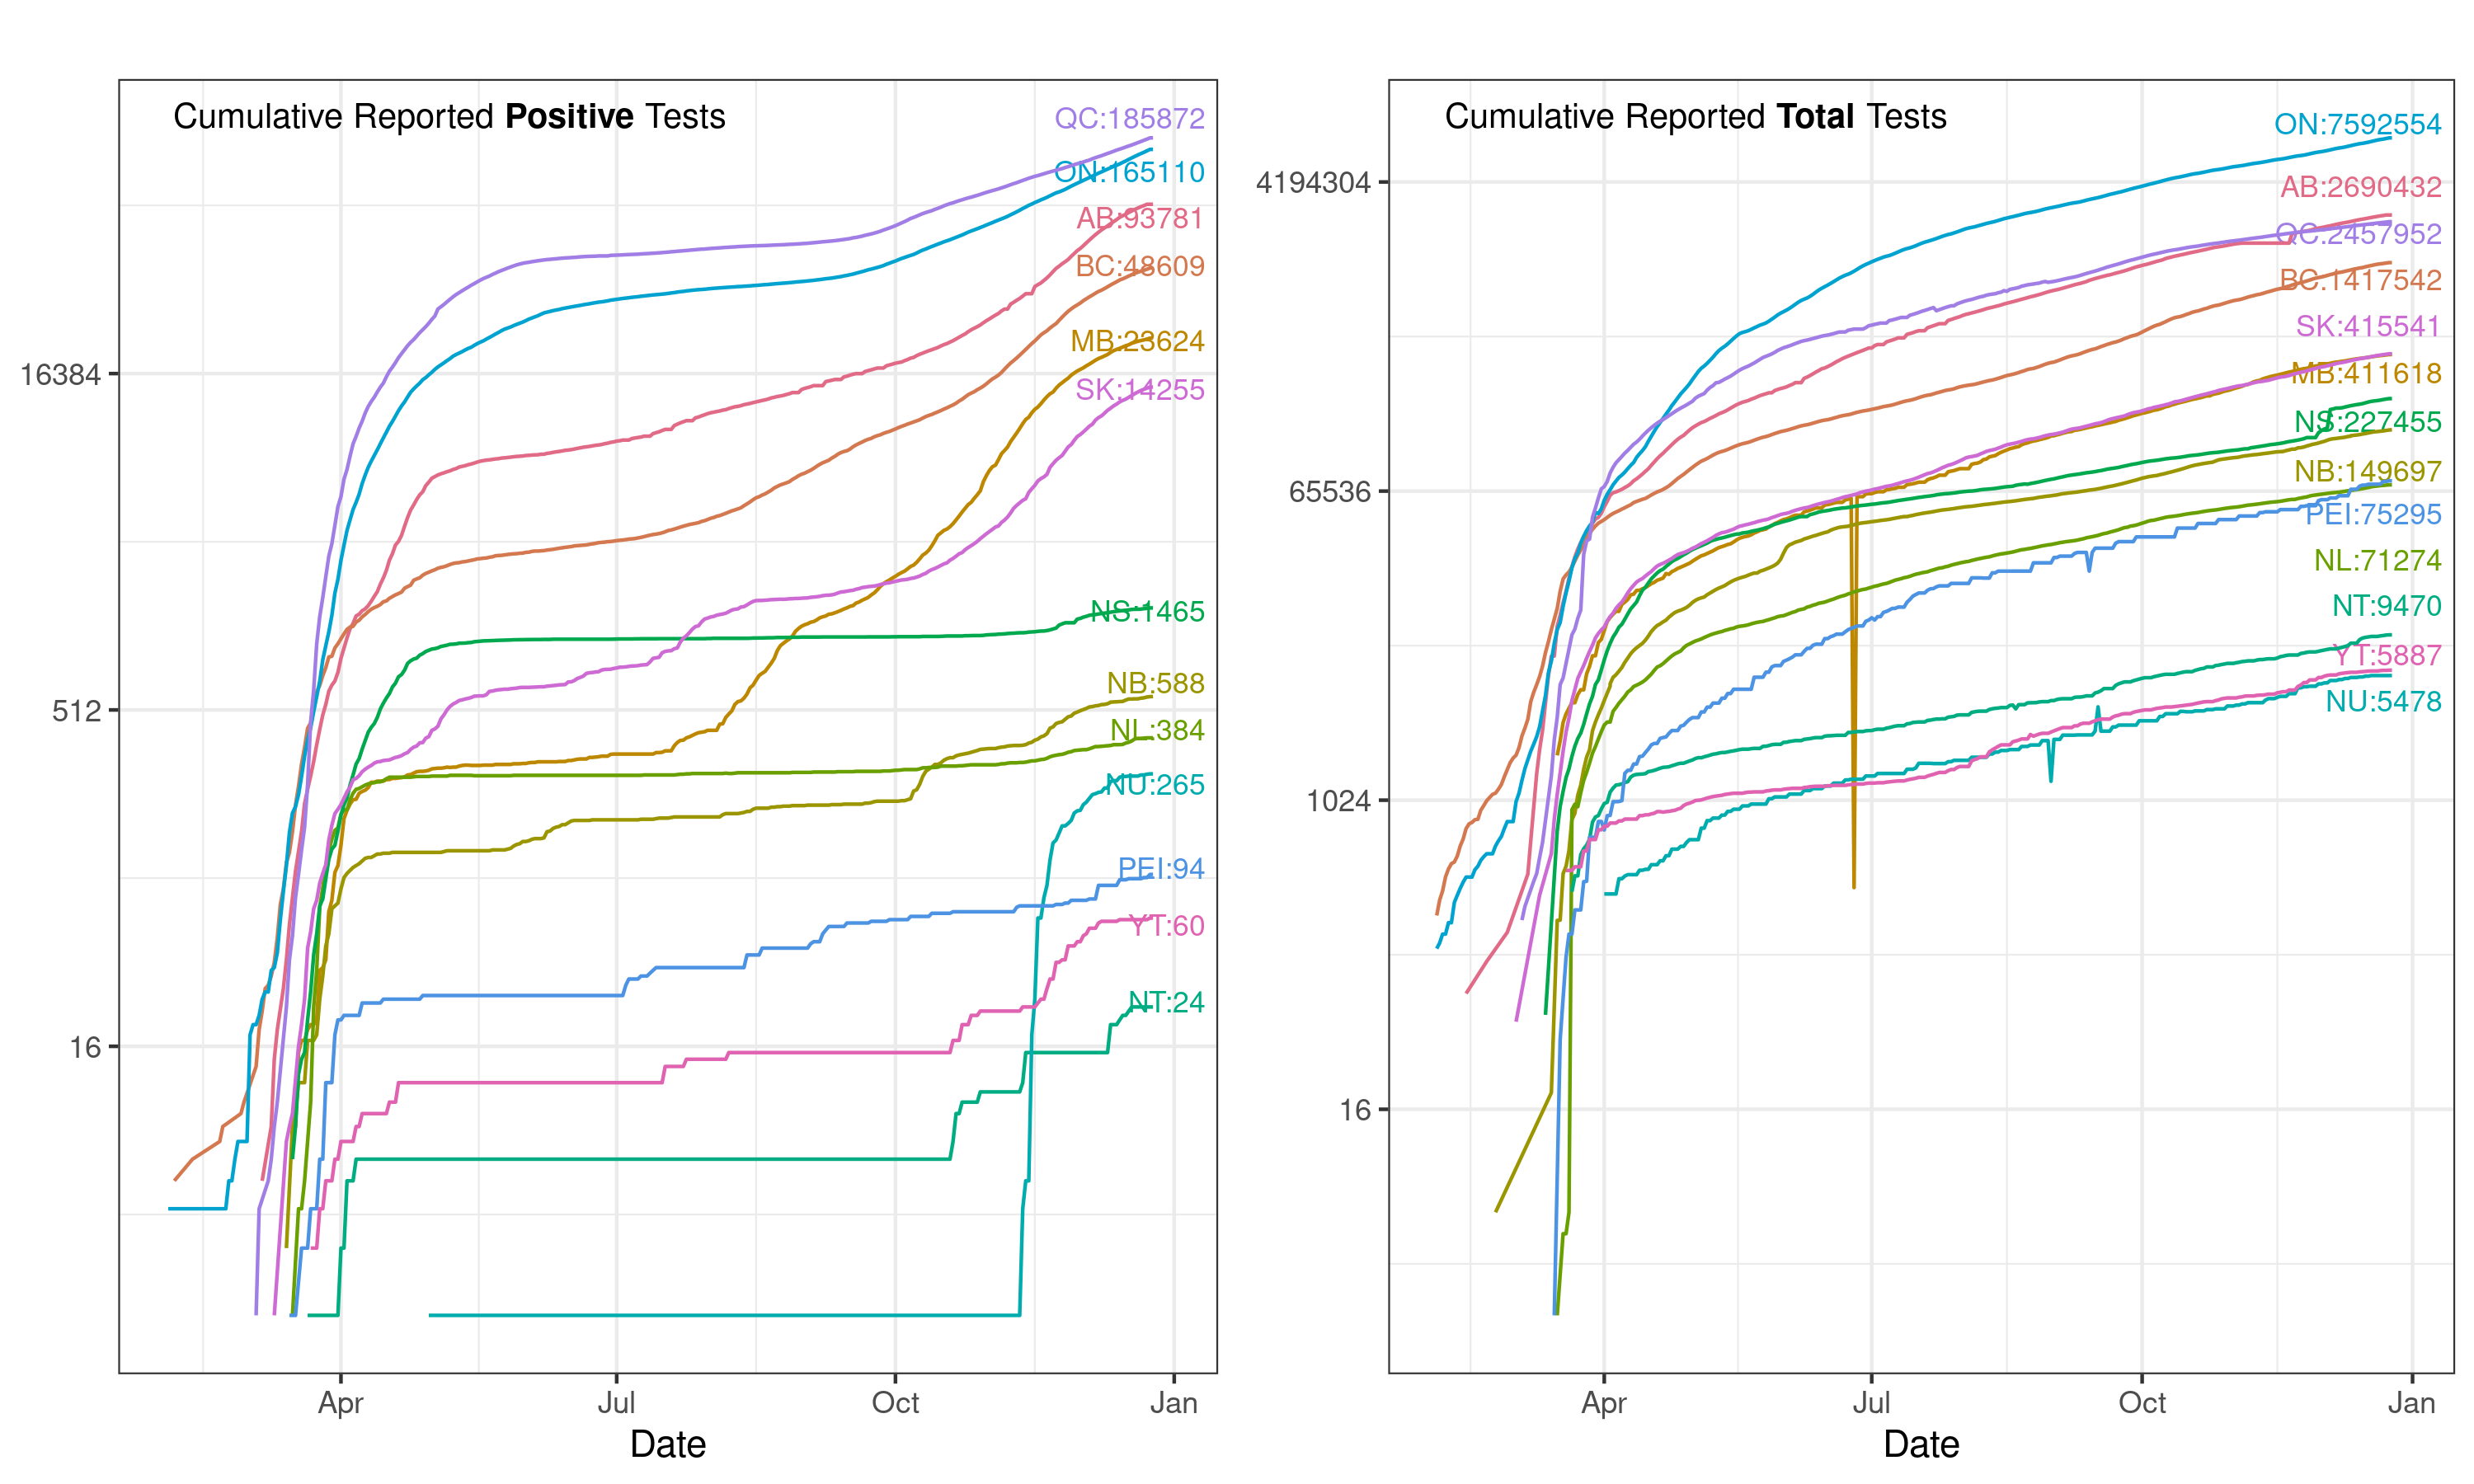 Cumulative Reported Positive Tests
QC:185872
ON:165110
AB:93781
BC:48609
MB:23624
SK:14255
NS:1465
NB:588
NL:384
NU:265
PEI:94
YT:60
NT:24
16384
512
16
Apr
Jul
Oct
Jan
Date
Cumulative Reported Total Tests
ON:7592554
AB:2690432
QC:2457952
BC:1417542
SK:415541
MB:411618
NS:227455
NB:149697
PEI:75295
NL:71274
NT:9470
YT:5887
NU:5478
4194304
65536
1024
16
Apr
Jul
Oct
Jan
Date